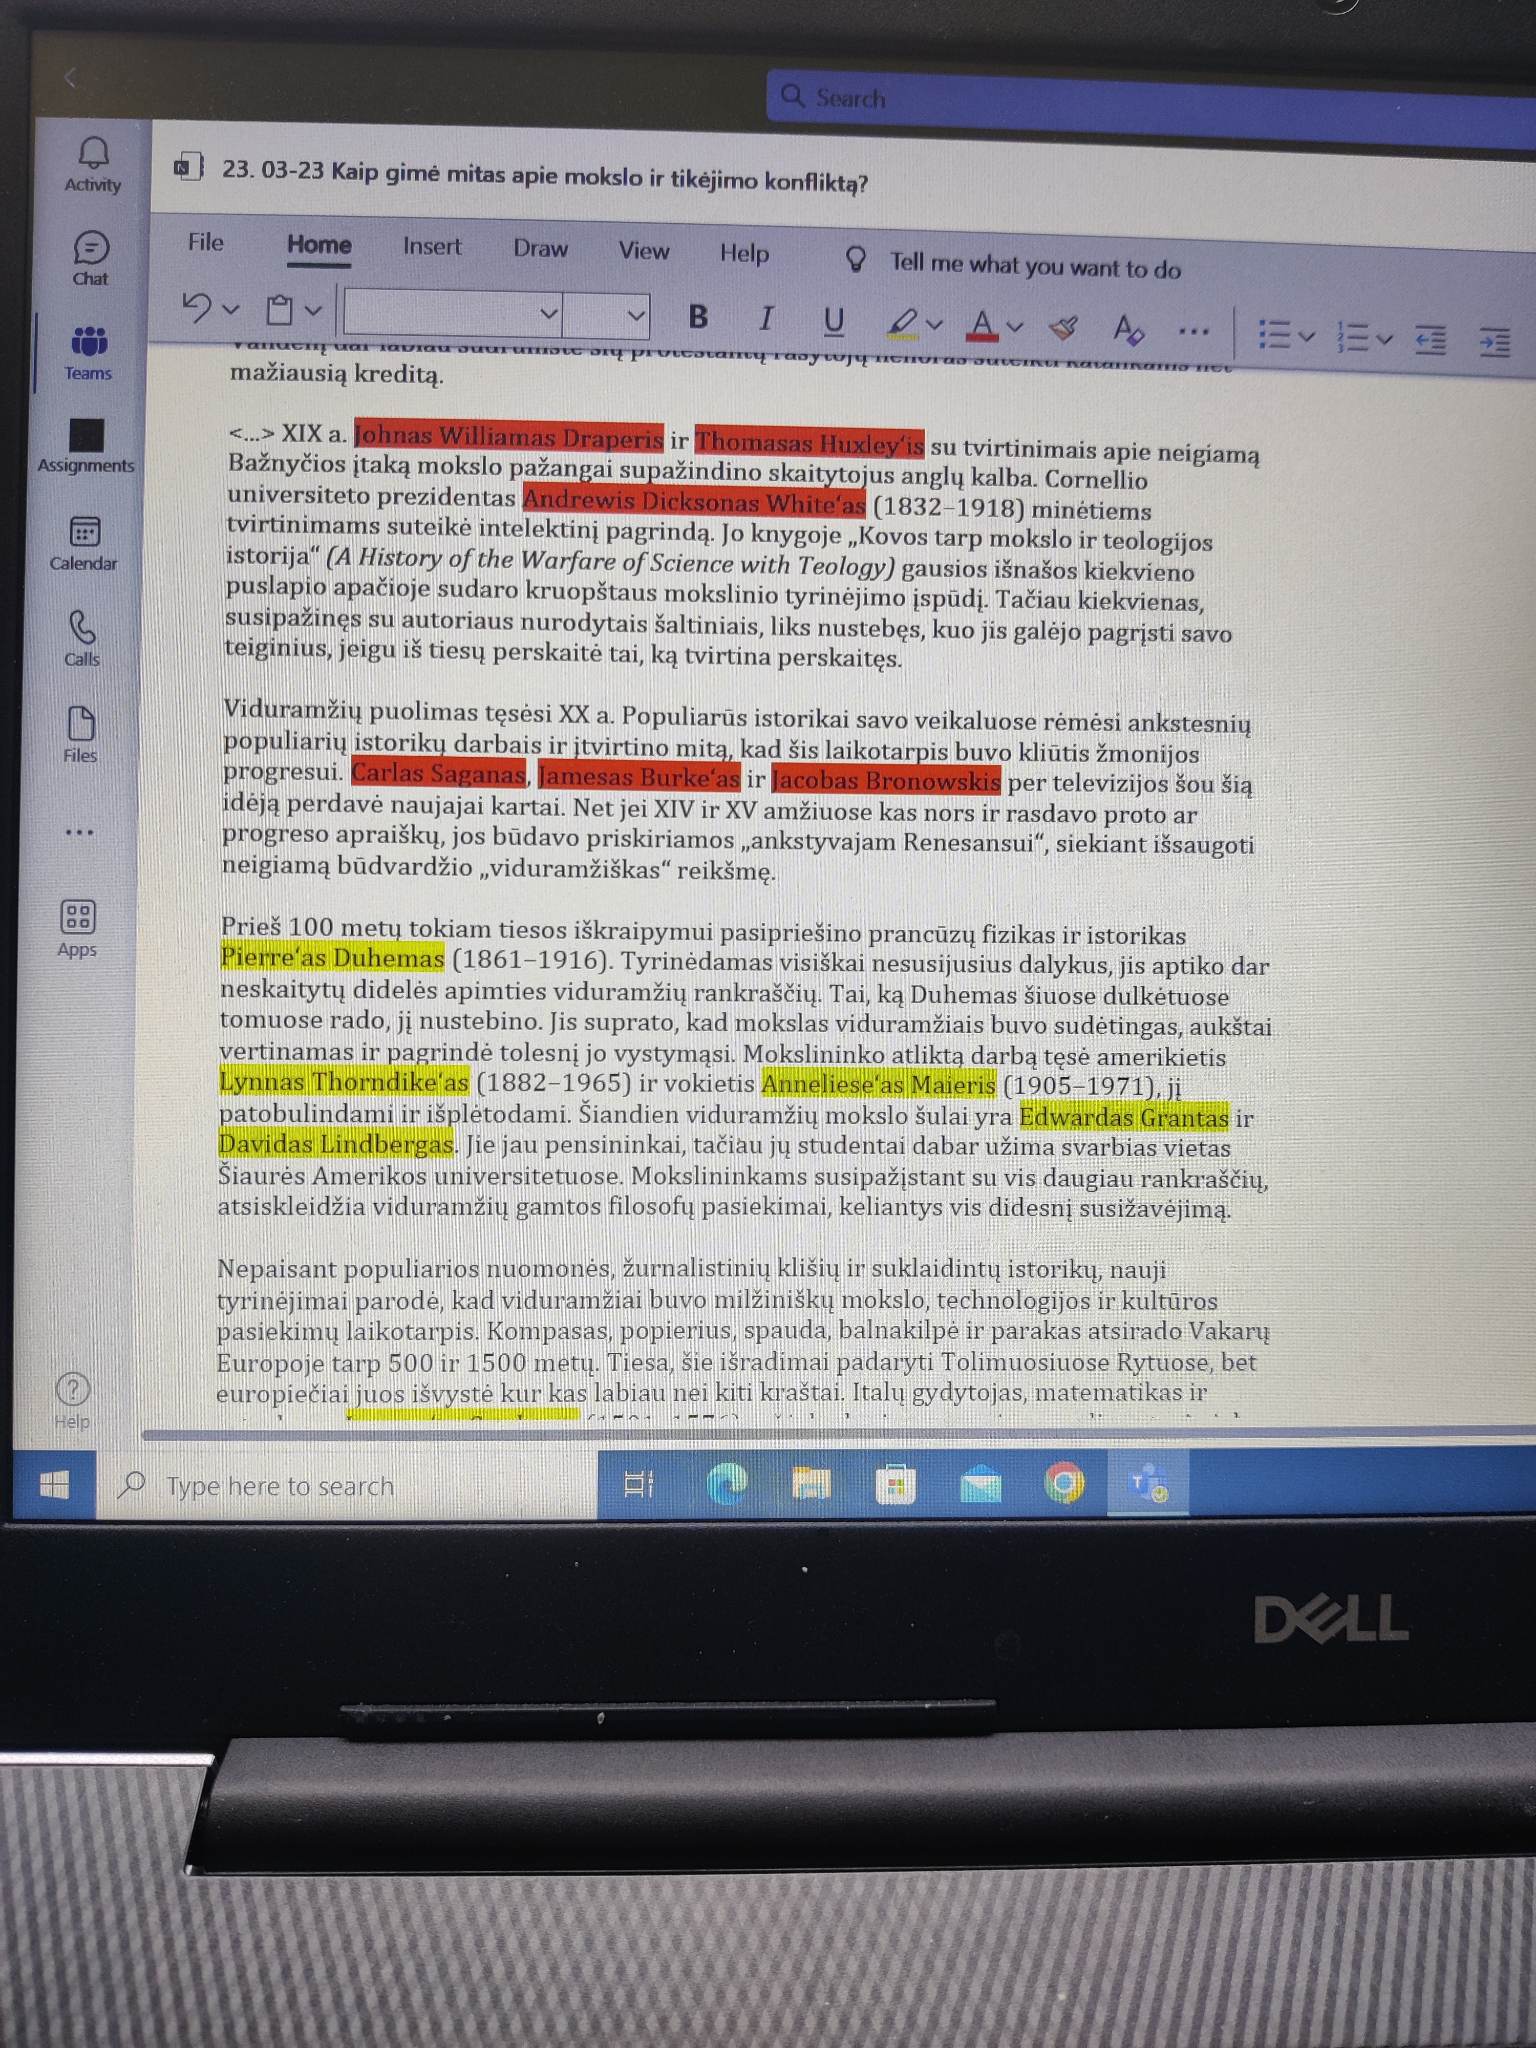 Search
Activity
Chat
Teams
Assignments
Calendar
Calls
Files
Apps
Help
23. 03-23 Kaip gimė mitas apie mokslo ir tikėjimo konfliktą?
File Home Insert Draw View Help Tell me what you want to do
B I U A A
mažiausią kreditą.
<...> XIX a. Johnas Williamas Draperis ir Thomasas Huxley‘is su tvirtinimais apie neigiamą
Bažnyčios įtaką mokslo pažangai supažindino skaitytojus anglų kalba. Cornellio
universiteto prezidentas Andrewis Dicksonas White‘as (1832–1918) minėtiems
tvirtinimams suteikė intelektinį pagrindą. Jo knygoje „Kovos tarp mokslo ir teologijos
istorija“ (A History of the Warfare of Science with Teology) gausios išnašos kiekvieno
puslapio apačioje sudaro kruopštaus mokslinio tyrinėjimo įspūdį. Tačiau kiekvienas,
susipažinęs su autoriaus nurodytais šaltiniais, liks nustebęs, kuo jis galėjo pagrįsti savo
teiginius, jeigu iš tiesų perskaitė tai, ką tvirtina perskaitęs.
Viduramžių puolimas tęsėsi XX a. Populiarūs istorikai savo veikaluose rėmėsi ankstesnių
populiarių istorikų darbais ir įtvirtino mitą, kad šis laikotarpis buvo kliūtis žmonijos
progresui. Carlas Saganas, Jamesas Burke‘as ir Jacobas Bronowskis per televizijos šou šią
idėją perdavė naujajai kartai. Net jei XIV ir XV amžiuose kas nors ir rasdavo proto ar
progreso apraiškų, jos būdavo priskiriamos „ankstyvajam Renesansui“, siekiant išsaugoti
neigiamą būdvardžio „viduramžiškas“ reikšmę.
Prieš 100 metų tokiam tiesos iškraipymui pasipriešino prancūzų fizikas ir istorikas
Pierre‘as Duhemas (1861–1916). Tyrinėdamas visiškai nesusijusius dalykus, jis aptiko dar
neskaitytų didelės apimties viduramžių rankraščių. Tai, ką Duhemas šiuose dulkėtuose
tomuose rado, jį nustebino. Jis suprato, kad mokslas viduramžiais buvo sudėtingas, aukštai
vertinamas ir pagrindė tolesnį jo vystymąsi. Mokslininko atliktą darbą tęsė amerikietis
Lynnas Thorndike‘as (1882–1965) ir vokietis Anneliese‘as Maieris (1905–1971), jį
patobulindami ir išplėtodami. Šiandien viduramžių mokslo šulai yra Edwardas Grantas ir
Davidas Lindbergas. Jie jau pensininkai, tačiau jų studentai dabar užima svarbias vietas
Šiaurės Amerikos universitetuose. Mokslininkams susipažįstant su vis daugiau rankraščių,
atsiskleidžia viduramžių gamtos filosofų pasiekimai, keliantys vis didesnį susižavėjimą.
Nepaisant populiarios nuomonės, žurnalistinių klišių ir suklaidintų istorikų, nauji
tyrinėjimai parodė, kad viduramžiai buvo milžiniškų mokslo, technologijos ir kultūros
pasiekimų laikotarpis. Kompasas, popierius, spauda, balnakilpė ir parakas atsirado Vakarų
Europoje tarp 500 ir 1500 metų. Tiesa, šie išradimai padaryti Tolimuosiuose Rytuose, bet
europiečiai juos išvystė kur kas labiau nei kiti kraštai. Italų gydytojas, matematikas ir
Type here to search
DELL